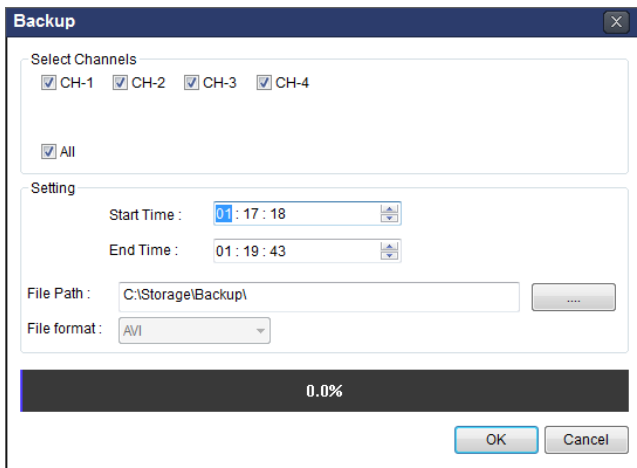 Backup
Select Channels
CH-1 CH-2 CH-3 CH-4
All
Setting
Start Time : 01 : 17 : 18
End Time : 01 : 19 : 43
File Path : C:\Storage\Backup\ ....
File format : AVI
0.0%
OK Cancel